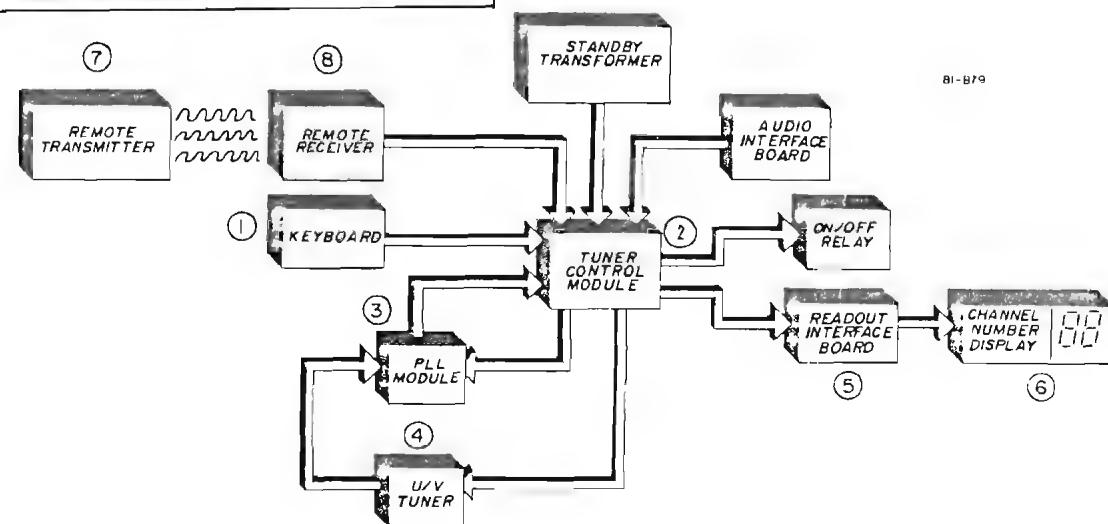 STANDBY
TRANSFORMER
81-879
⑦
⑧
REMOTE
TRANSMITTER
REMOTE
RECEIVER
AUDIO
INTERFACE
BOARD
①
KEYBOARD
②
TUNER
CONTROL
MODULE
ON/OFF
RELAY
③
PLL
MODULE
READOUT
INTERFACE
BOARD
CHANNEL
NUMBER
DISPLAY
88
⑤
⑥
④
U/V
TUNER